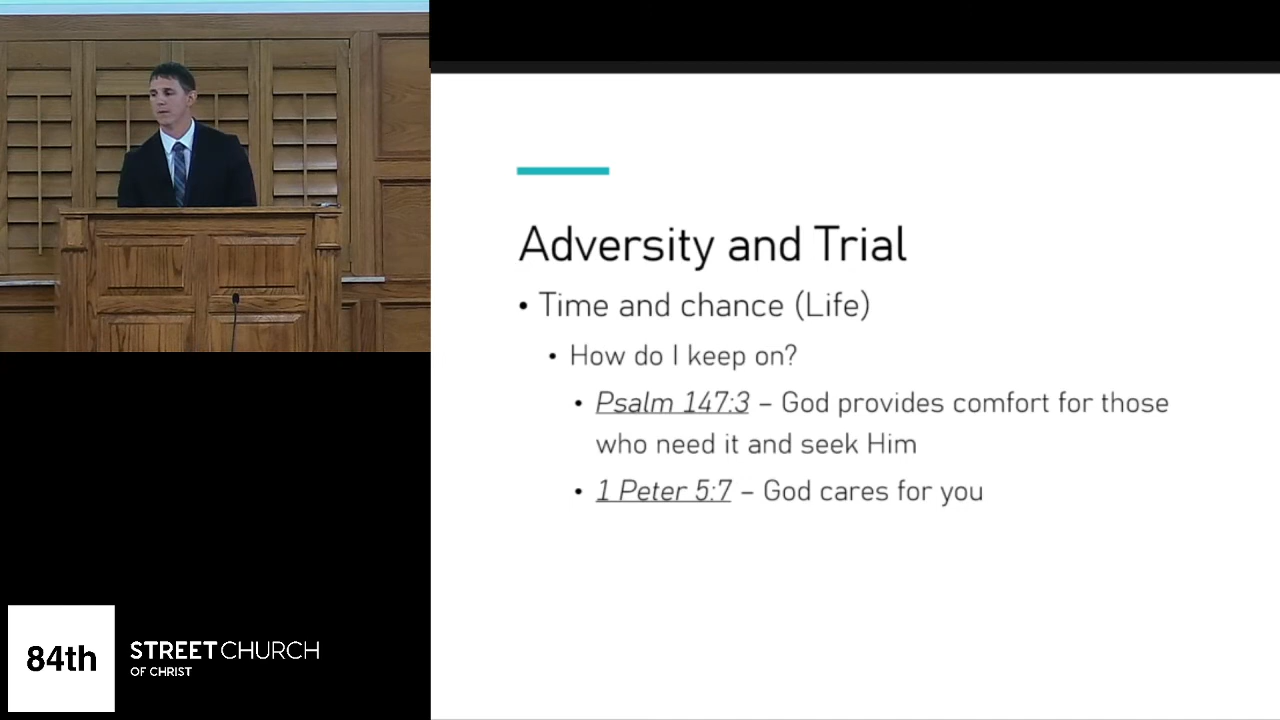 Adversity and Trial
• Time and chance (Life)
• How do I keep on?
• Psalm 147:3 – God provides comfort for those
who need it and seek Him
• 1 Peter 5:7 – God cares for you
84th
STREET CHURCH
OF CHRIST